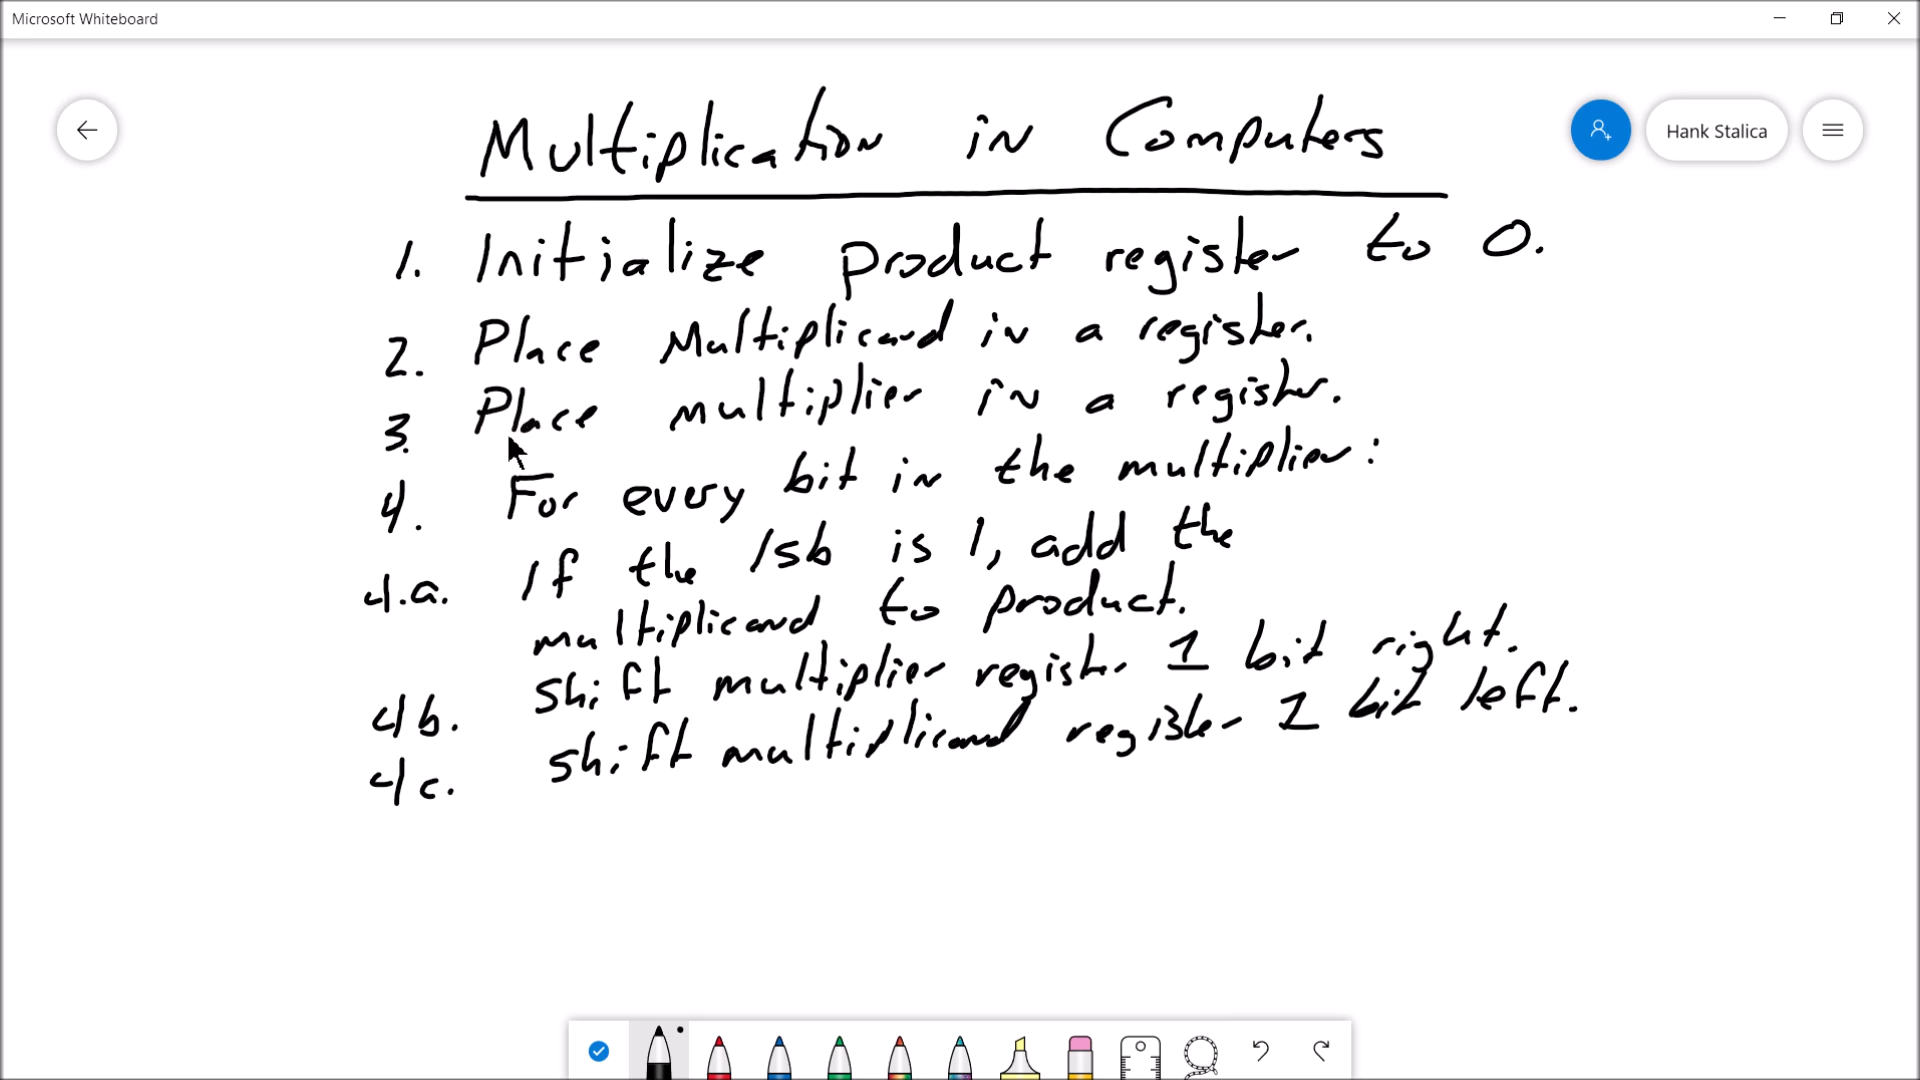 Microsoft Whiteboard
Hank Stalica
Multiplication in Computers
1. Initialize product register to 0.
2. Place Multiplicand in a register.
3. Place multiplier in a register.
4. For every bit in the multiplier:
4.a. If the lsb is 1, add the
multiplicand to product.
4b. shift multiplier register 1 bit right.
4c. shift multiplicand register 1 bit left.